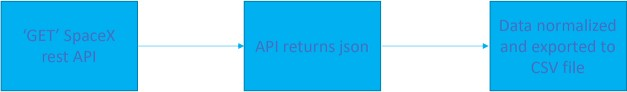 ‘GET’ SpaceX
rest API
API returns json
Data normalized
and exported to
CSV file